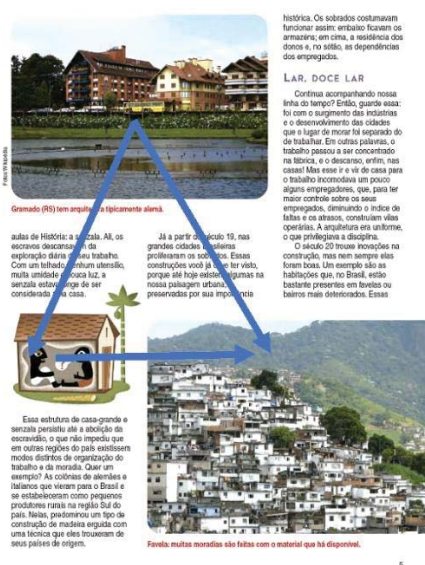 Fotos/Wikipédia
Gramado (RS) tem arquitetura tipicamente alemã.
aulas de História: a senzala. Ali, os
escravos descansavam da
exploração diária do seu trabalho.
Com um telhado, nenhum utensílio,
muita umidade e pouca luz, a
senzala estava longe de ser
considerada uma casa.
Essa estrutura de casa-grande e
senzala persistiu até a abolição da
escravidão, o que não impediu que
em outras regiões do país existissem
modos distintos de organização do
trabalho e da moradia. Quer um
exemplo? As colônias de alemães e
italianos que vieram para o Brasil e
se estabeleceram como pequenos
produtores rurais na região Sul do
país. Nelas, predominou um tipo de
construção de madeira erguida com
uma técnica que eles trouxeram de
seus países de origem.
Já a partir do século 19, nas
grandes cidades brasileiras
proliferaram os sobrados. Essas
construções você já deve ter visto,
porque até hoje existem algumas na
nossa paisagem urbana,
preservadas por sua importância
histórica. Os sobrados costumavam
funcionar assim: embaixo ficavam os
armazéns; em cima, a residência dos
donos e, no sótão, as dependências
dos empregados.
LAR, DOCE LAR
Continua acompanhando nossa
linha do tempo? Então, guarde essa:
foi com o surgimento das indústrias
e o desenvolvimento das cidades
que o lugar de morar foi separado do
de trabalhar. Em outras palavras, o
trabalho passou a ser concentrado
na fábrica, e o descanso, enfim, nas
casas! Mas esse ir e vir de casa para
o trabalho incomodava um pouco
alguns empregadores, que, para ter
maior controle sobre os seus
empregados, diminuindo o índice de
faltas e os atrasos, construíam vilas
operárias. A arquitetura era uniforme,
o que privilegiava a disciplina.
O século 20 trouxe inovações na
construção, mas nem sempre elas
foram boas. Um exemplo são as
habitações que, no Brasil, estão
bastante presentes em favelas ou
bairros mais deteriorados. Essas
Favela: muitas moradias são feitas com o material que há disponível.